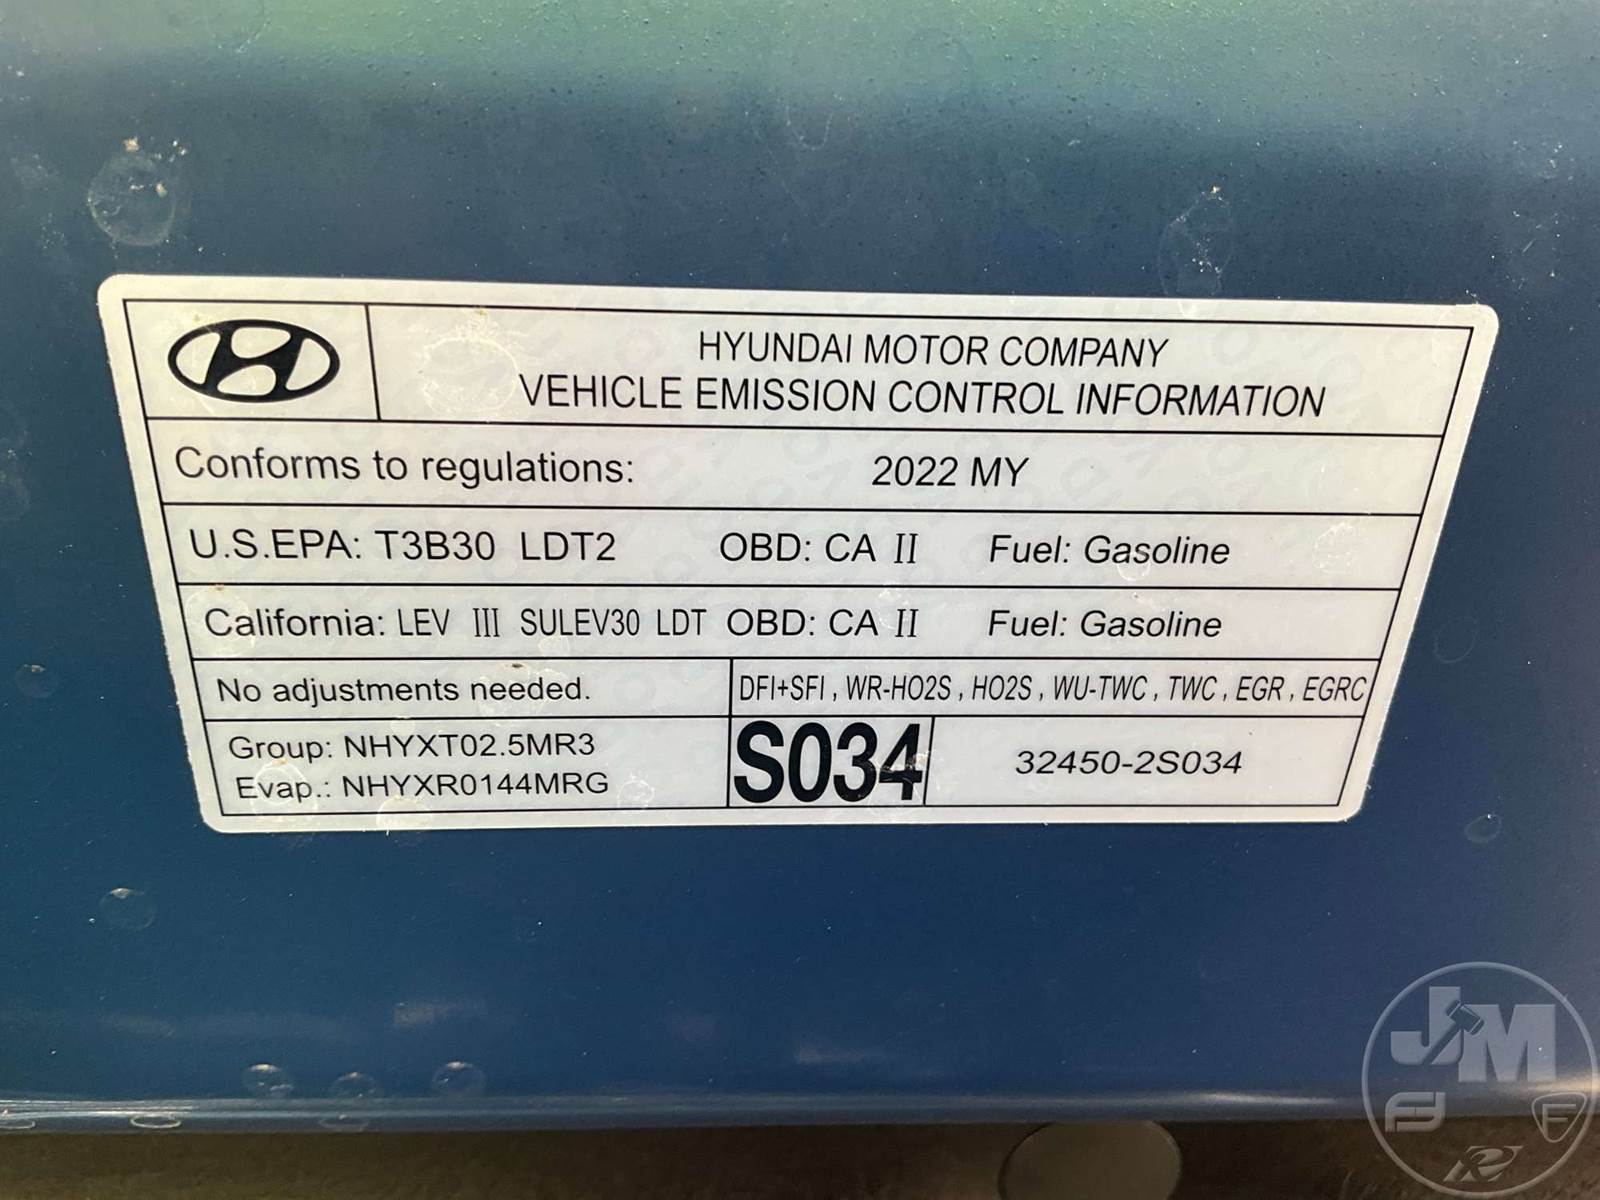 HYUNDAI MOTOR COMPANY
VEHICLE EMISSION CONTROL INFORMATION
Conforms to regulations: 2022 MY
U.S.EPA: T3B30 LDT2 OBD: CA II Fuel: Gasoline
California: LEV III SULEV30 LDT OBD: CA II Fuel: Gasoline
No adjustments needed. DFI+SFI , WR-HO2S , HO2S , WU-TWC , TWC , EGR , EGRC
Group: NHYXT02.5MR3
Evap.: NHYXR0144MRG
S034
32450-2S034
JM